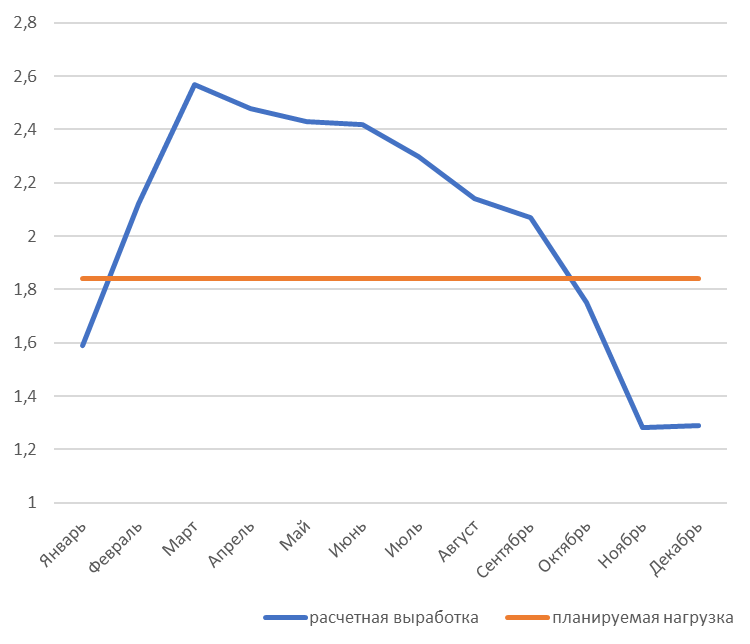 2,8
2,6
2,4
2,2
2
1,8
1,6
1,4
1,2
1
Январь
Февраль
Март
Апрель
Май
Июнь
Июль
Август
Сентябрь
Октябрь
Ноябрь
Декабрь
расчетная выработка
планируемая нагрузка